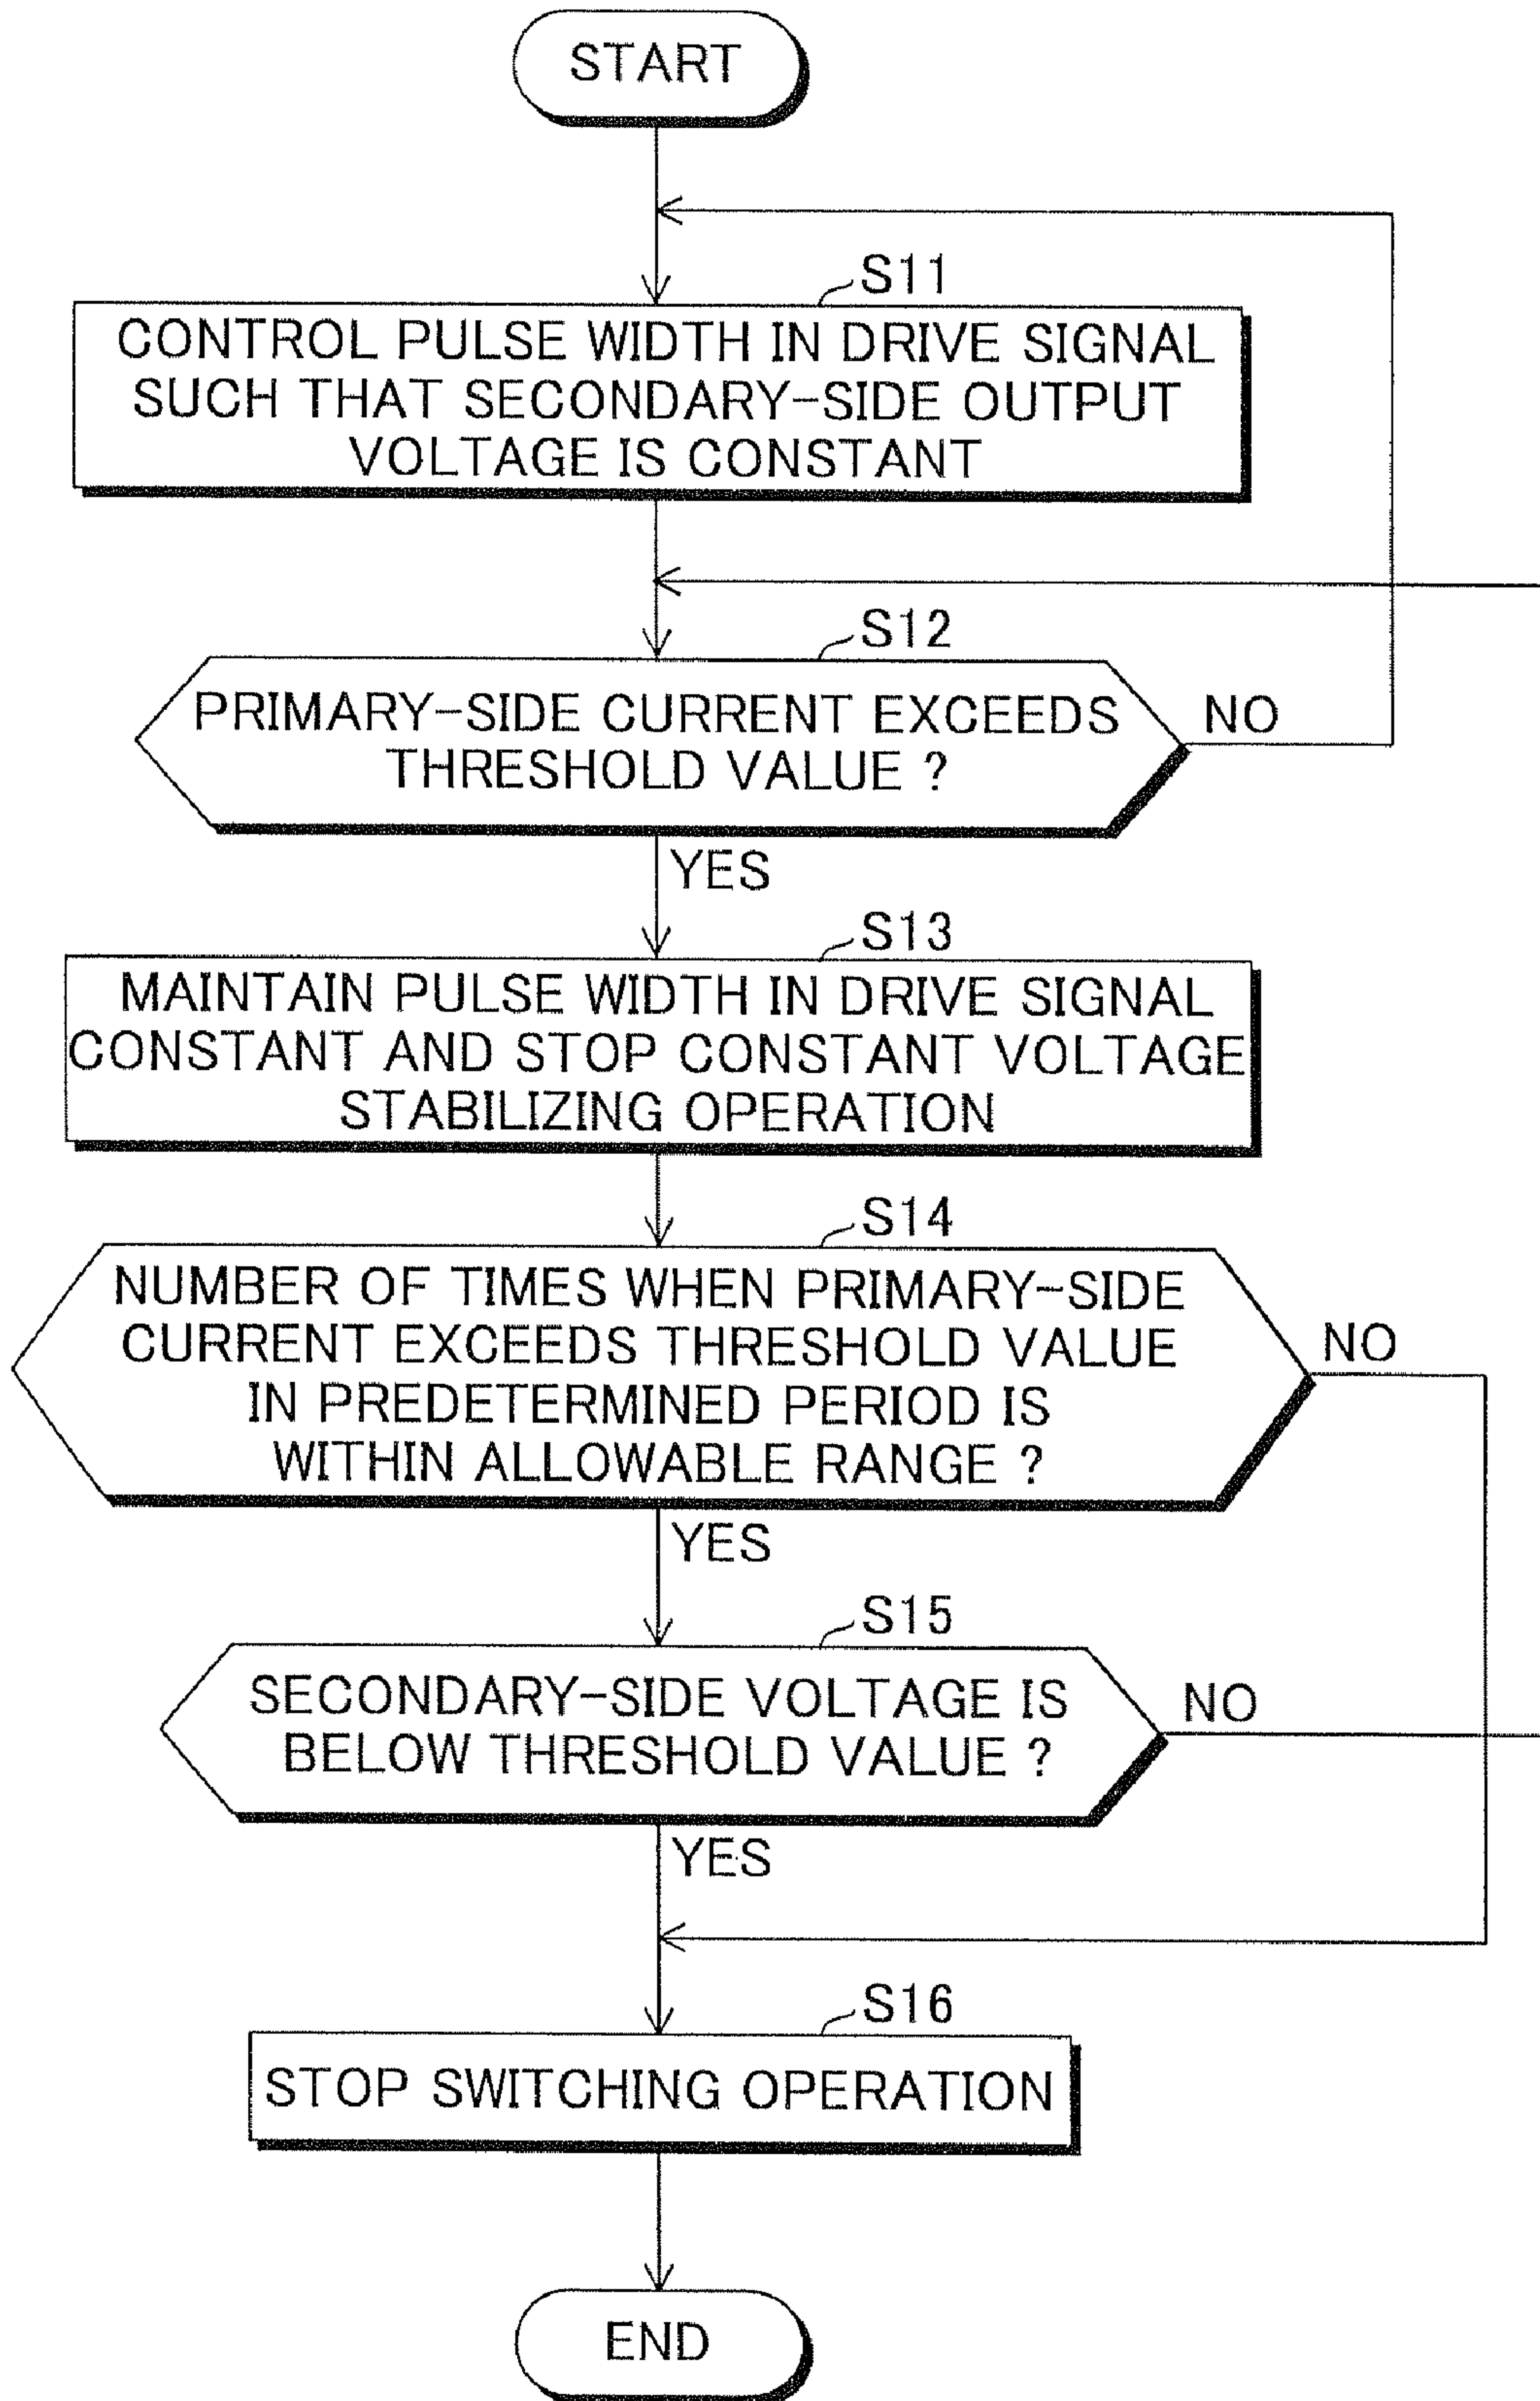 START
S11
CONTROL PULSE WIDTH IN DRIVE SIGNAL
SUCH THAT SECONDARY-SIDE OUTPUT
VOLTAGE IS CONSTANT
S12
PRIMARY-SIDE CURRENT EXCEEDS
THRESHOLD VALUE ?
NO
YES
S13
MAINTAIN PULSE WIDTH IN DRIVE SIGNAL
CONSTANT AND STOP CONSTANT VOLTAGE
STABILIZING OPERATION
S14
NUMBER OF TIMES WHEN PRIMARY-SIDE
CURRENT EXCEEDS THRESHOLD VALUE
IN PREDETERMINED PERIOD IS
WITHIN ALLOWABLE RANGE ?
NO
YES
S15
SECONDARY-SIDE VOLTAGE IS
BELOW THRESHOLD VALUE ?
NO
YES
S16
STOP SWITCHING OPERATION
END